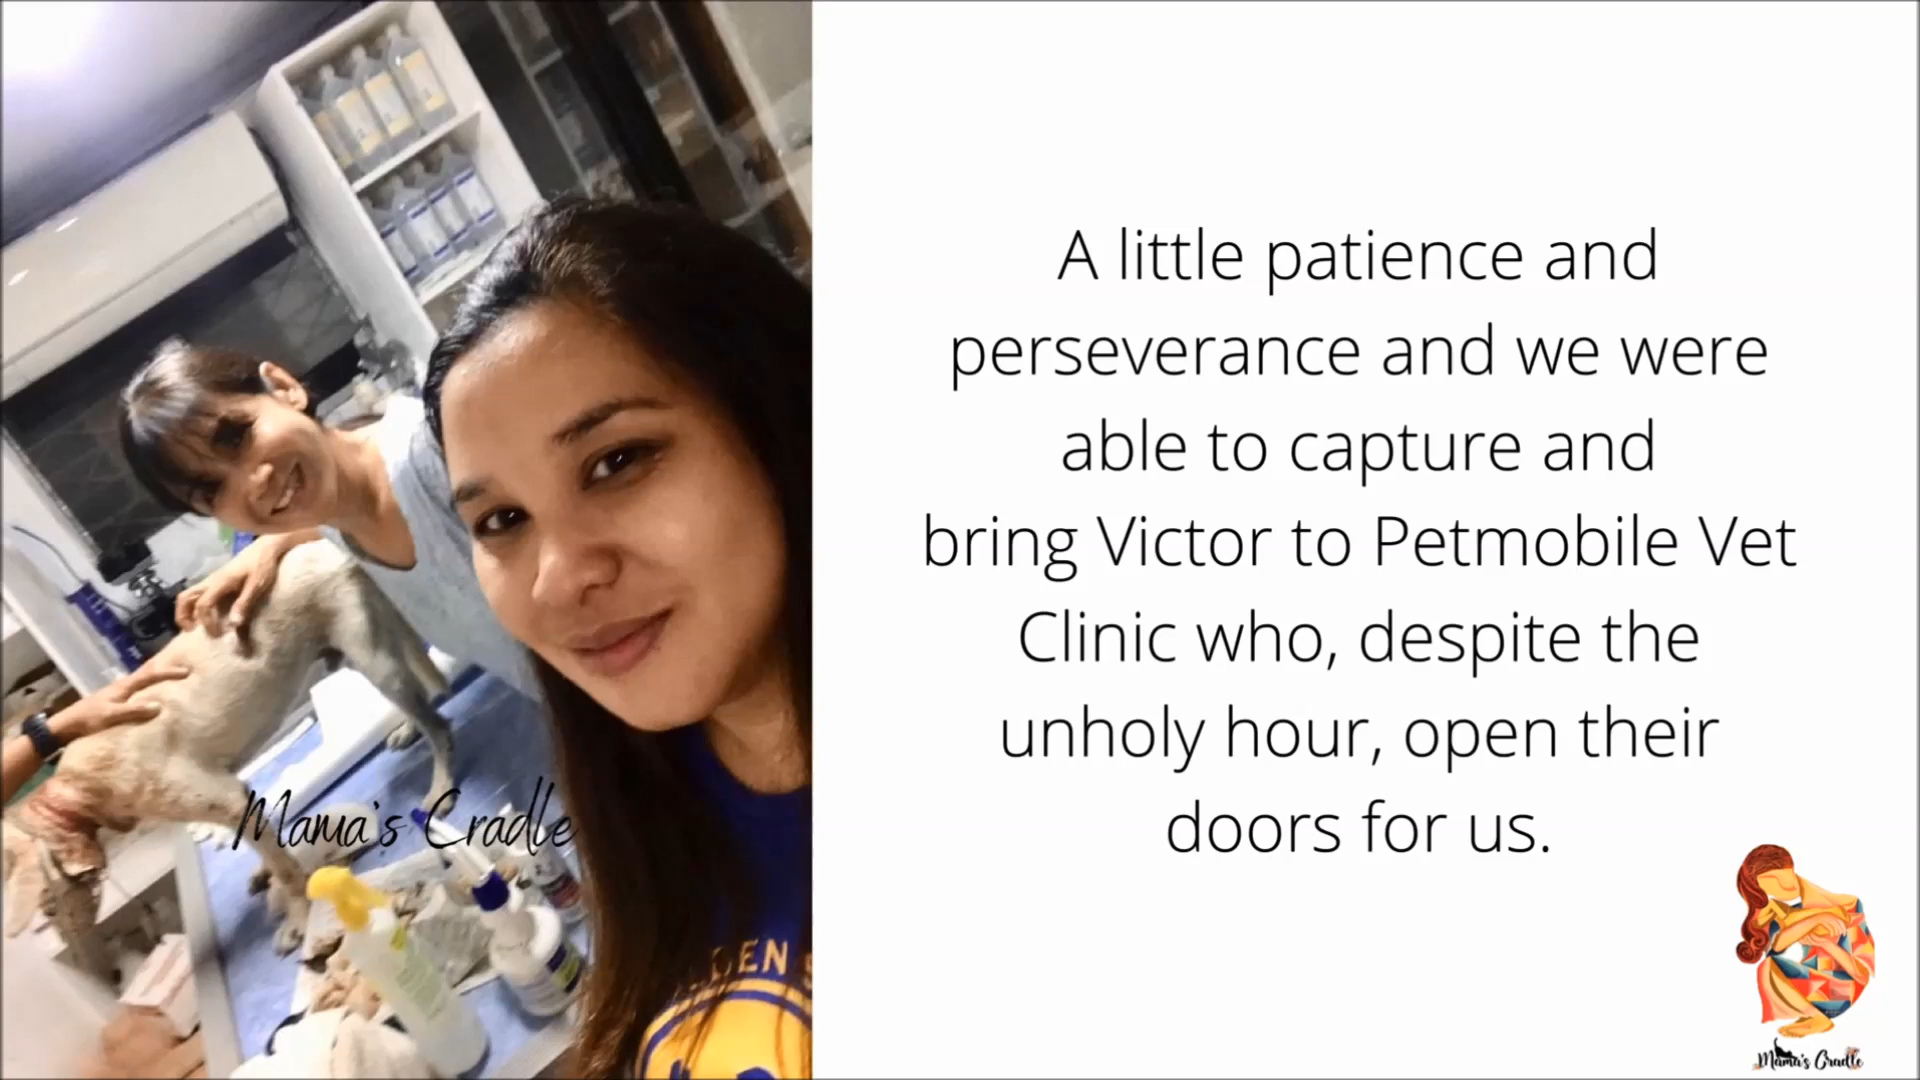 A little patience and
perseverance and we were
able to capture and
bring Victor to Petmobile Vet
Clinic who, despite the
unholy hour, open their
doors for us.
Mama's Cradle
EN S
Mama's Cradle